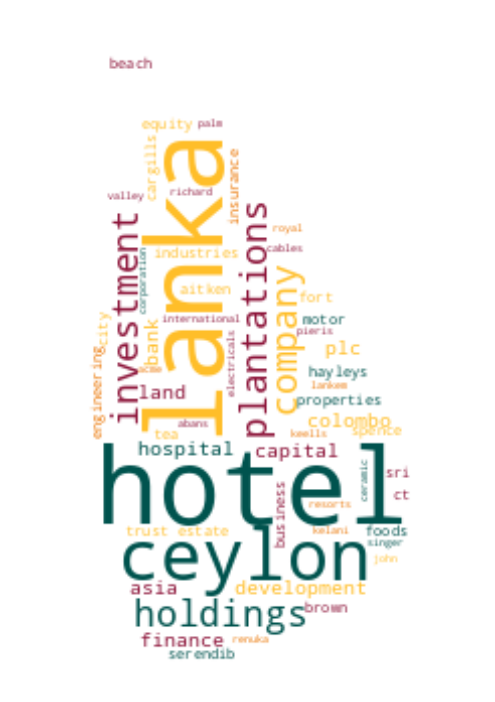 beach
equity
palm
cargills
lanka
insurance
valley
richard
investment
plantations
royal
cables
industries
corporation
company
aitken
fort
international
motor
pieris
city
bank
electricals
plc
engineering
acme
hayleys
lankem
land
properties
abans
colombo
tea
keells
spence
hospital
capital
hotel
ceramic
sri
ct
business
resorts
trust estate
kelani
foods
singer
ceylon
john
asia
development
holdings
brown
finance
renuka
serendib